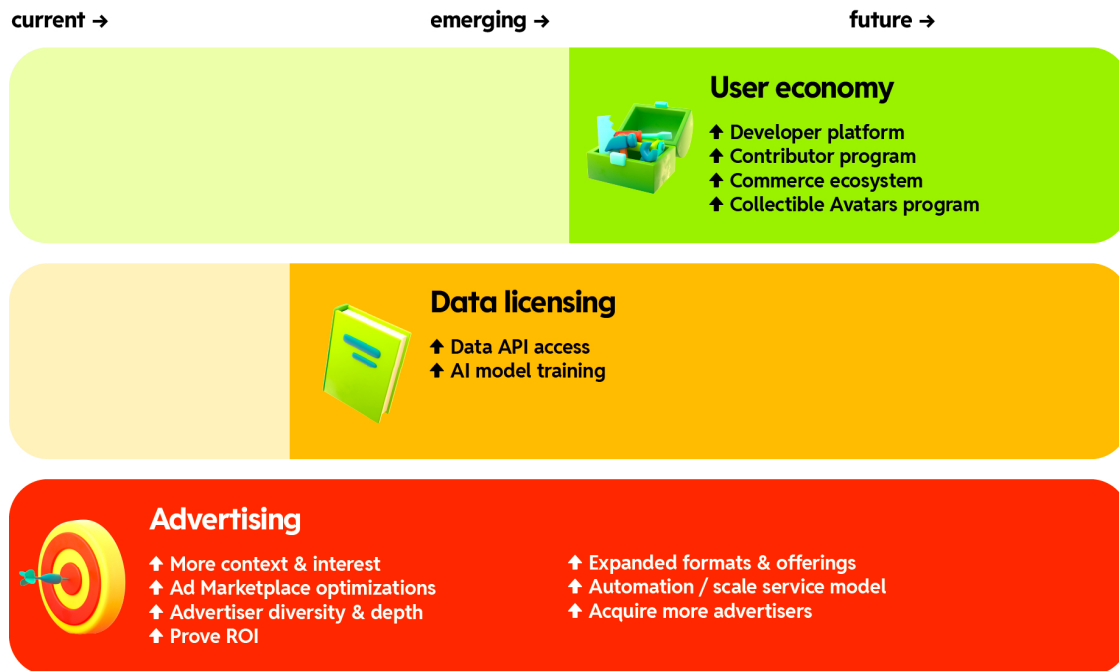 current →
emerging →
future →
User economy
↑ Developer platform
↑ Contributor program
↑ Commerce ecosystem
↑ Collectible Avatars program
Data licensing
↑ Data API access
↑ AI model training
Advertising
↑ More context & interest
↑ Ad Marketplace optimizations
↑ Advertiser diversity & depth
↑ Prove ROI
↑ Expanded formats & offerings
↑ Automation / scale service model
↑ Acquire more advertisers